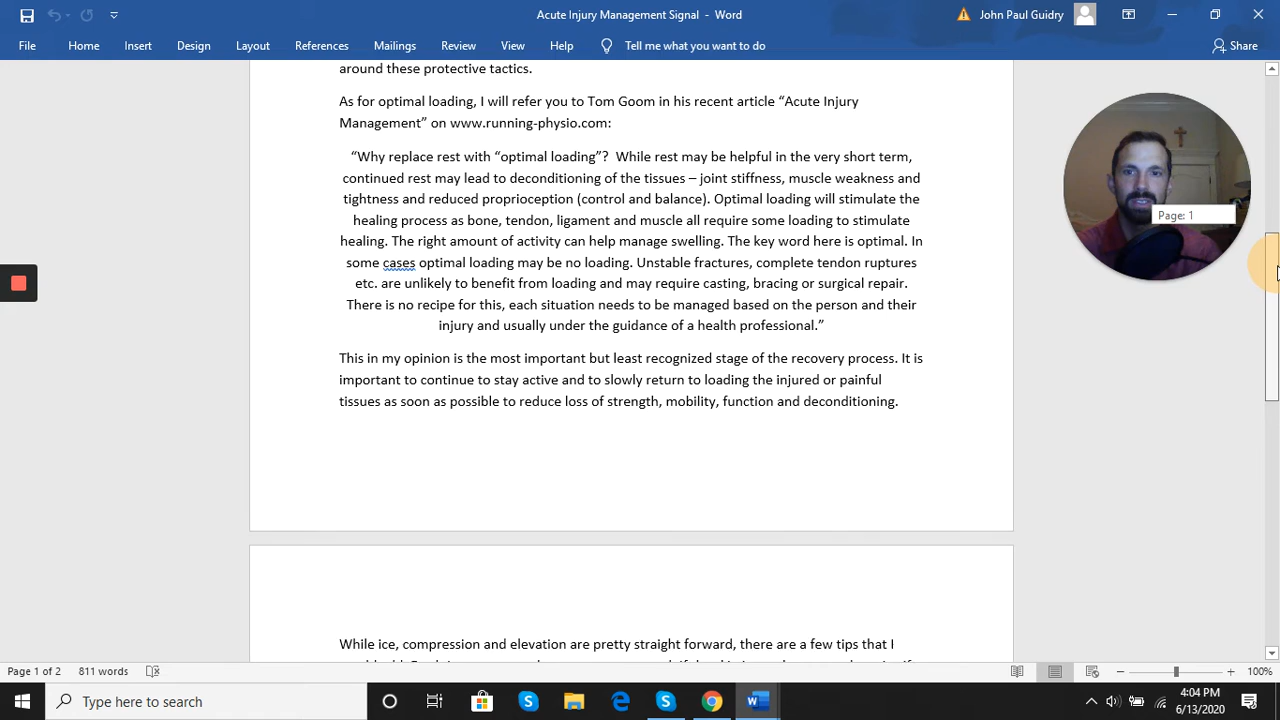 Acute Injury Management Signal - Word
John Paul Guidry
File Home Insert Design Layout References Mailings Review View Help Tell me what you want to do
Share
around these protective tactics.
As for optimal loading, I will refer you to Tom Goom in his recent article “Acute Injury
Management” on www.running-physio.com:
“Why replace rest with “optimal loading”? While rest may be helpful in the very short term,
continued rest may lead to deconditioning of the tissues – joint stiffness, muscle weakness and
tightness and reduced proprioception (control and balance). Optimal loading will stimulate the
healing process as bone, tendon, ligament and muscle all require some loading to stimulate
healing. The right amount of activity can help manage swelling. The key word here is optimal. In
some cases optimal loading may be no loading. Unstable fractures, complete tendon ruptures
etc. are unlikely to benefit from loading and may require casting, bracing or surgical repair.
There is no recipe for this, each situation needs to be managed based on the person and their
injury and usually under the guidance of a health professional.”
This in my opinion is the most important but least recognized stage of the recovery process. It is
important to continue to stay active and to slowly return to loading the injured or painful
tissues as soon as possible to reduce loss of strength, mobility, function and deconditioning.
Page: 1
While ice, compression and elevation are pretty straight forward, there are a few tips that I
Page 1 of 2 811 words
100%
Type here to search
4:04 PM
6/13/2020